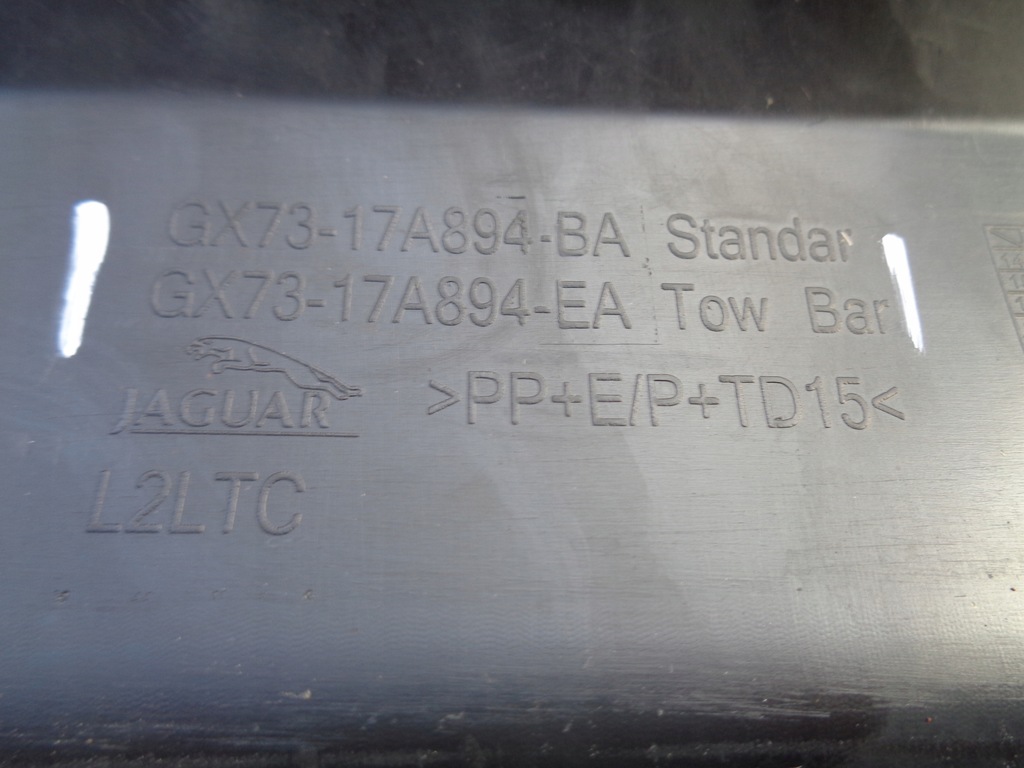 GX73-17A894-BA Standar
GX73-17A894-EA Tow Bar
JAGUAR
>PP+E/P+TD15<
L2LTC